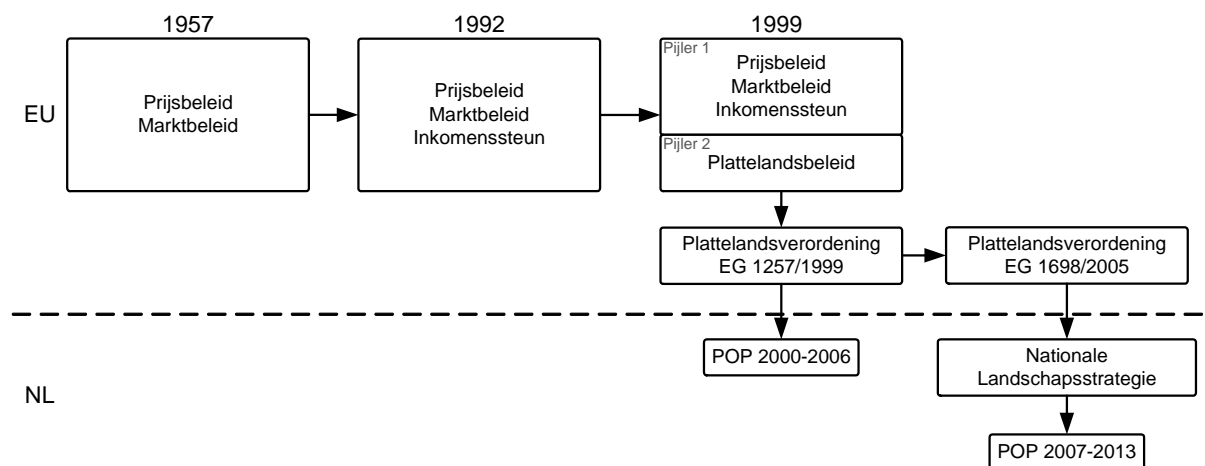 1957
1992
1999
EU
Prijsbeleid
Marktbeleid
Prijsbeleid
Marktbeleid
Inkomenssteun
Pijler 1
Prijsbeleid
Marktbeleid
Inkomenssteun
Pijler 2
Plattelandsbeleid
Plattelandsverordening
EG 1257/1999
Plattelandsverordening
EG 1698/2005
NL
POP 2000-2006
Nationale
Landschapsstrategie
POP 2007-2013